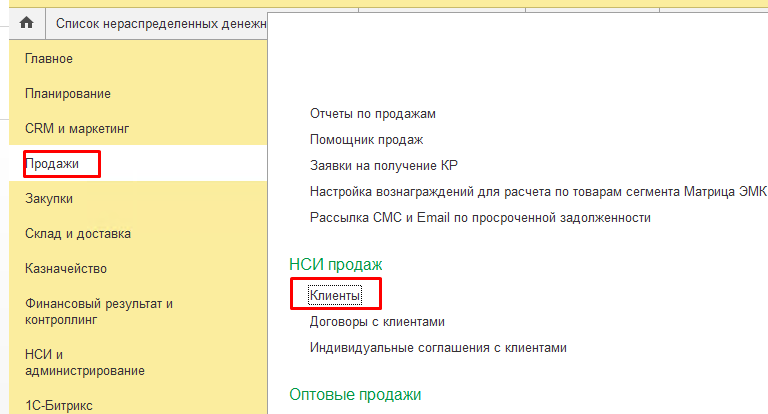 Список нераспределенных денежн
Главное
Планирование
CRM и маркетинг
Продажи
Закупки
Склад и доставка
Казначейство
Финансовый результат и
контроллинг
НСИ и
администрирование
1С-Битрикс
Отчеты по продажам
Помощник продаж
Заявки на получение КР
Настройка вознаграждений для расчета по товарам сегмента Матрица ЭМК
Рассылка СМС и Email по просроченной задолженности
НСИ продаж
Клиенты
Договоры с клиентами
Индивидуальные соглашения с клиентами
Оптовые продажи